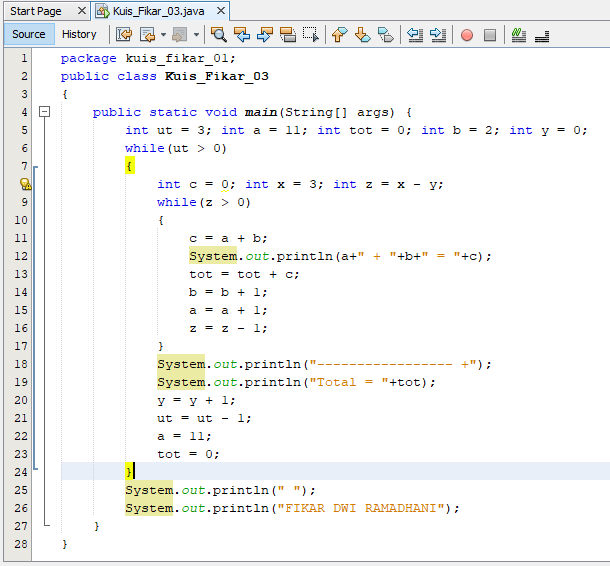 Start Page Kuis_Fikar_03.java
Source History
1 package kuis_fikar_01;
2 public class Kuis_Fikar_03
3 {
4 public static void main(String[] args) {
5 int ut = 3; int a = 11; int tot = 0; int b = 2; int y = 0;
6 while(ut > 0)
7 {
int c = 0; int x = 3; int z = x - y;
9 while(z > 0)
10 {
11 c = a + b;
12 System.out.println(a+" + "+b+" = "+c);
13 tot = tot + c;
14 b = b + 1;
15 a = a + 1;
16 z = z - 1;
17 }
18 System.out.println("----------------- +");
19 System.out.println("Total = "+tot);
20 y = y + 1;
21 ut = ut - 1;
22 a = 11;
23 tot = 0;
24 }
25 System.out.println(" ");
26 System.out.println("FIKAR DWI RAMADHANI");
27 }
28 }